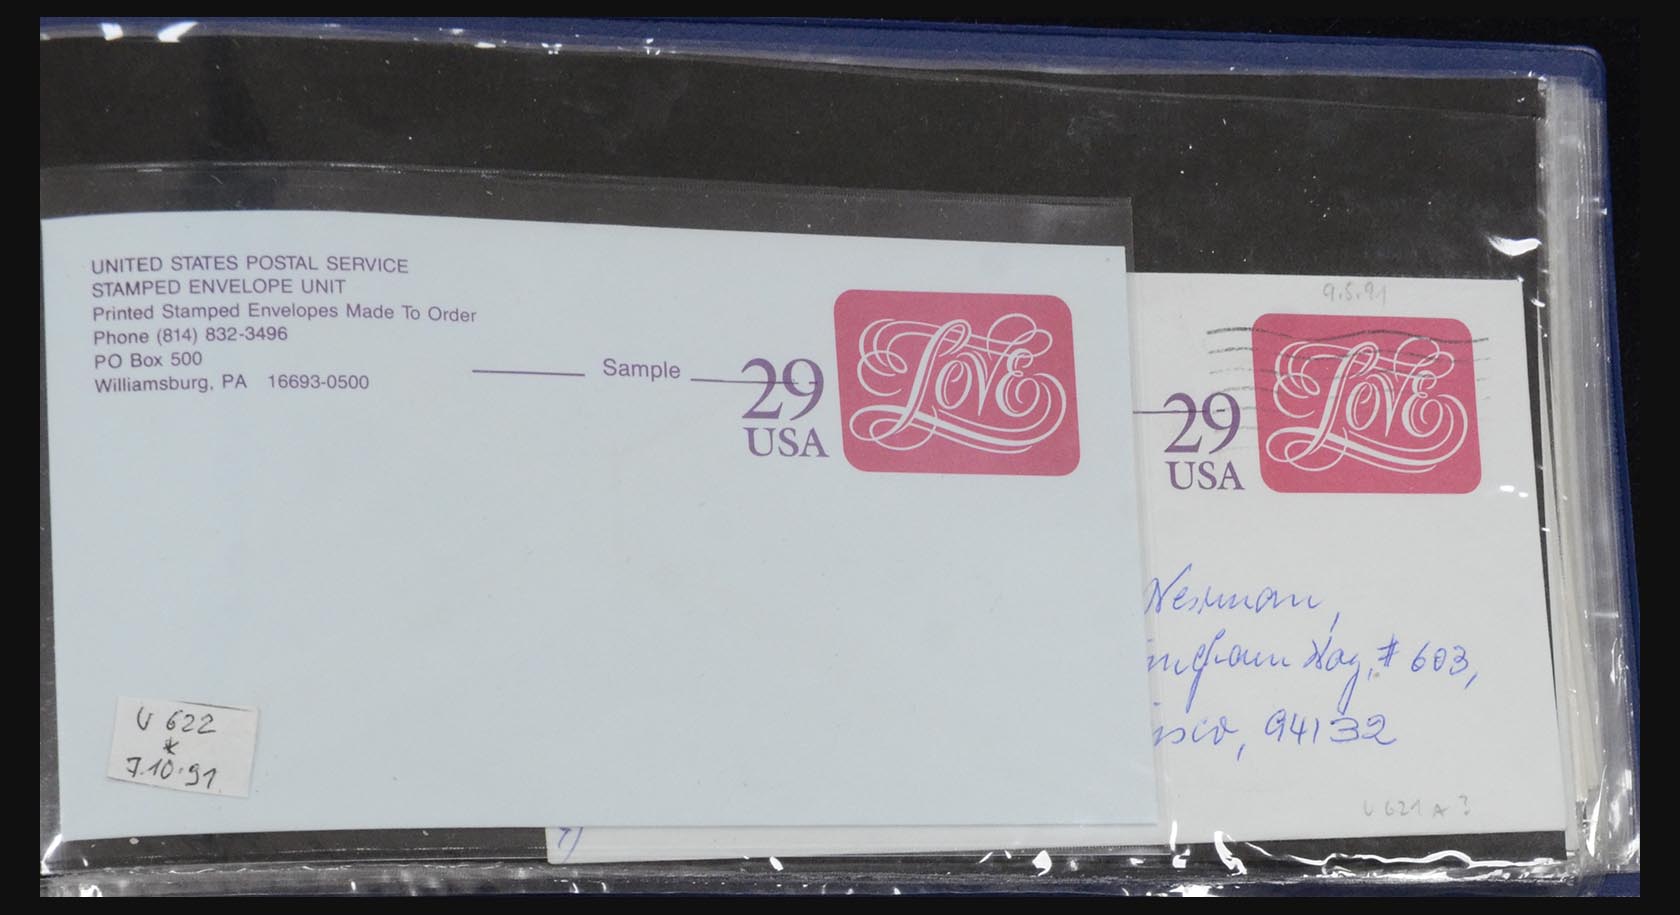 UNITED STATES POSTAL SERVICE
STAMPED ENVELOPE UNIT
Printed Stamped Envelopes Made To Order
Phone (814) 832-3496
PO Box 500
Williamsburg, PA 16693-0500
Sample
29
USA
LOVE
U 622
*
7.10.91
9.5.91
29
USA
LOVE
Way, # 603,
isco, 94132
U 621 A